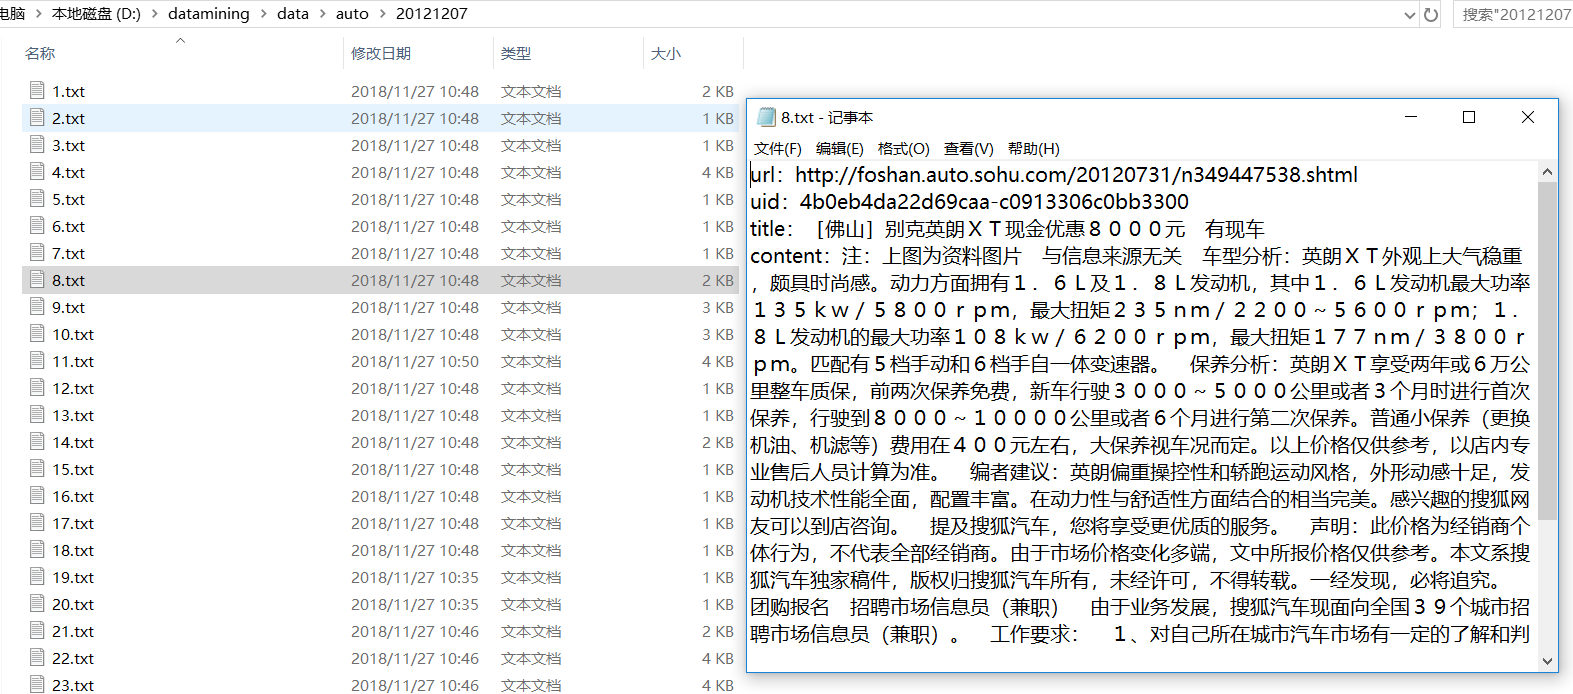 电脑 › 本地磁盘 (D:) › datamining › data › auto › 20121207
搜索"20121207
名称 修改日期 类型 大小
1.txt 2018/11/27 10:48 文本文档 2 KB
2.txt 2018/11/27 10:48 文本文档 1 KB
3.txt 2018/11/27 10:48 文本文档 1 KB
4.txt 2018/11/27 10:48 文本文档 4 KB
5.txt 2018/11/27 10:48 文本文档 1 KB
6.txt 2018/11/27 10:48 文本文档 1 KB
7.txt 2018/11/27 10:48 文本文档 1 KB
8.txt 2018/11/27 10:48 文本文档 2 KB
9.txt 2018/11/27 10:48 文本文档 3 KB
10.txt 2018/11/27 10:48 文本文档 3 KB
11.txt 2018/11/27 10:50 文本文档 4 KB
12.txt 2018/11/27 10:48 文本文档 1 KB
13.txt 2018/11/27 10:48 文本文档 1 KB
14.txt 2018/11/27 10:48 文本文档 2 KB
15.txt 2018/11/27 10:48 文本文档 1 KB
16.txt 2018/11/27 10:48 文本文档 1 KB
17.txt 2018/11/27 10:48 文本文档 1 KB
18.txt 2018/11/27 10:48 文本文档 1 KB
19.txt 2018/11/27 10:35 文本文档 1 KB
20.txt 2018/11/27 10:35 文本文档 1 KB
21.txt 2018/11/27 10:46 文本文档 2 KB
22.txt 2018/11/27 10:46 文本文档 4 KB
23.txt 2018/11/27 10:46 文本文档 4 KB
8.txt - 记事本
文件(F) 编辑(E) 格式(O) 查看(V) 帮助(H)
url：http://foshan.auto.sohu.com/20120731/n349447538.shtml
uid：4b0eb4da22d69caa-c0913306c0bb3300
title：［佛山］别克英朗ＸＴ现金优惠８０００元　有现车
content：注：上图为资料图片　与信息来源无关　车型分析：英朗ＸＴ外观上大气稳重
，颇具时尚感。动力方面拥有１．６Ｌ及１．８Ｌ发动机，其中１．６Ｌ发动机最大功率
１３５ｋｗ／５８００ｒｐｍ，最大扭矩２３５ｎｍ／２２００～５６００ｒｐｍ；１．
８Ｌ发动机的最大功率１０８ｋｗ／６２００ｒｐｍ，最大扭矩１７７ｎｍ／３８００ｒ
ｐｍ。匹配有５档手动和６档手自一体变速器。　保养分析：英朗ＸＴ享受两年或６万公
里整车质保，前两次保养免费，新车行驶３０００～５０００公里或者３个月时进行首次
保养，行驶到８０００～１００００公里或者６个月进行第二次保养。普通小保养（更换
机油、机滤等）费用在４００元左右，大保养视车况而定。以上价格仅供参考，以店内专
业售后人员计算为准。　编者建议：英朗偏重操控性和轿跑运动风格，外形动感十足，发
动机技术性能全面，配置丰富。在动力性与舒适性方面结合的相当完美。感兴趣的搜狐网
友可以到店咨询。　提及搜狐汽车，您将享受更优质的服务。　声明：此价格为经销商个
体行为，不代表全部经销商。由于市场价格变化多端，文中所报价格仅供参考。本文系搜
狐汽车独家稿件，版权归搜狐汽车所有，未经许可，不得转载。一经发现，必将追究。
团购报名　招聘市场信息员（兼职）　由于业务发展，搜狐汽车现面向全国３９个城市招
聘市场信息员（兼职）。　工作要求：　１、对自己所在城市汽车市场有一定的了解和判